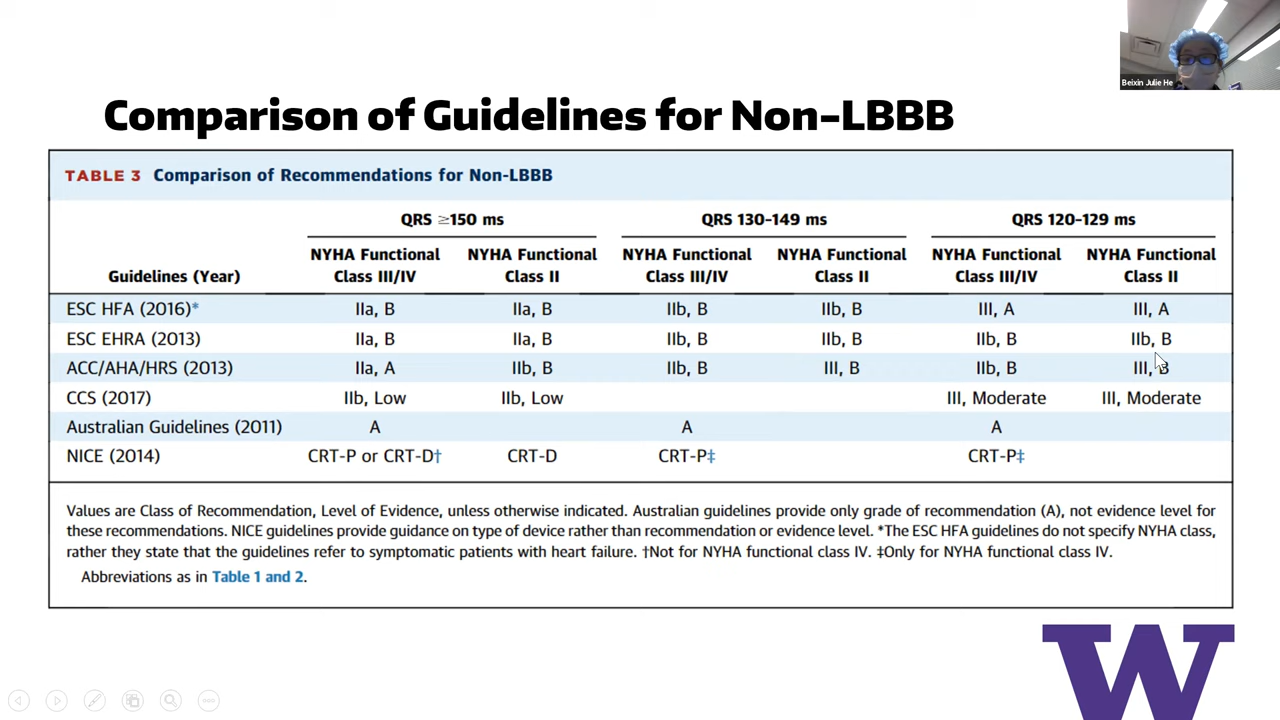 Beixin Julie He
Comparison of Guidelines for Non-LBBB
TABLE 3 Comparison of Recommendations for Non-LBBB
QRS ≥150 ms QRS 130–149 ms QRS 120–129 ms
NYHA Functional NYHA Functional NYHA Functional NYHA Functional NYHA Functional NYHA Functional
Guidelines (Year) Class III/IV Class II Class III/IV Class II Class III/IV Class II
ESC HFA (2016)* IIa, B IIa, B IIb, B IIb, B III, A III, A
ESC EHRA (2013) IIa, B IIa, B IIb, B IIb, B IIb, B IIb, B
ACC/AHA/HRS (2013) IIa, A IIb, B IIb, B III, B IIb, B III, B
CCS (2017) IIb, Low IIb, Low III, Moderate III, Moderate
Australian Guidelines (2011) A A A
NICE (2014) CRT-P or CRT-D† CRT-D CRT-P‡ CRT-P‡
Values are Class of Recommendation, Level of Evidence, unless otherwise indicated. Australian guidelines provide only grade of recommendation (A), not evidence level for
these recommendations. NICE guidelines provide guidance on type of device rather than recommendation or evidence level. *The ESC HFA guidelines do not specify NYHA class,
rather they state that the guidelines refer to symptomatic patients with heart failure. †Not for NYHA functional class IV. ‡Only for NYHA functional class IV.
Abbreviations as in Table 1 and 2.
W